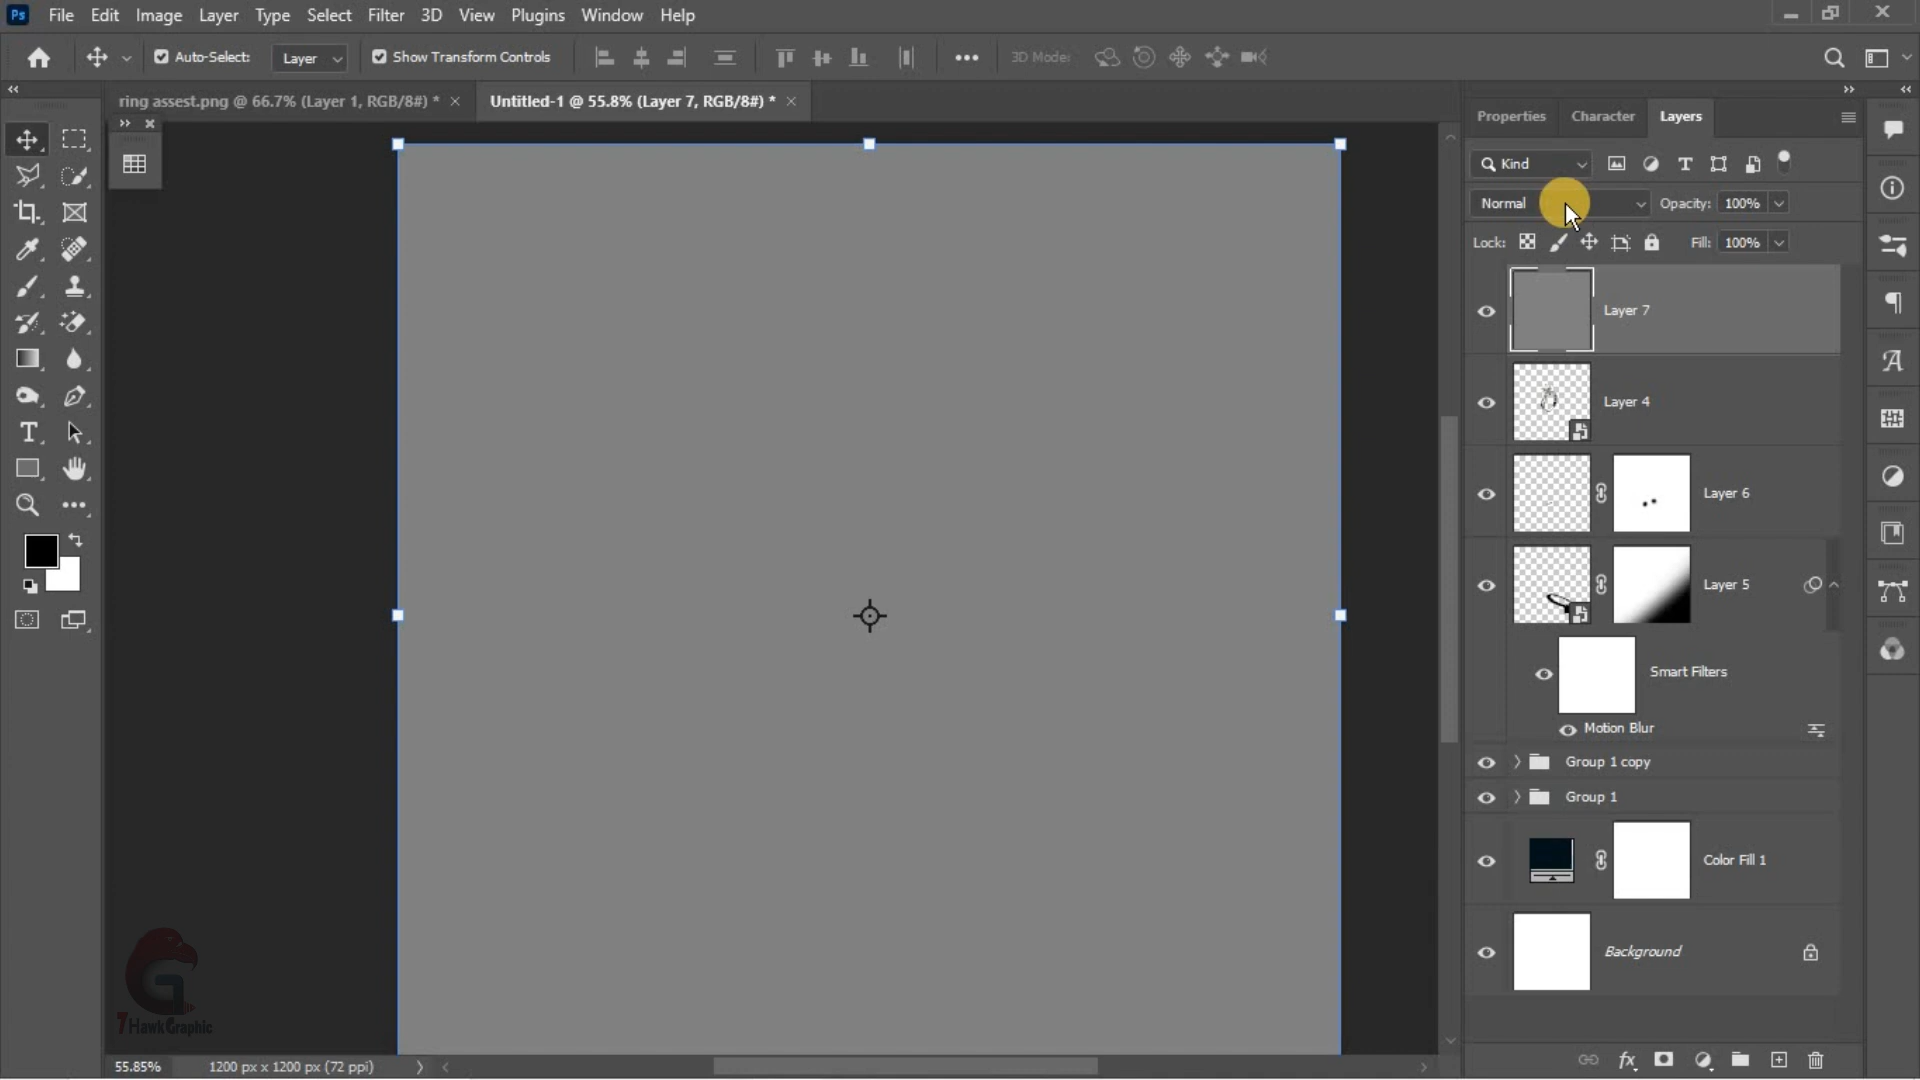 Ps File Edit Image Layer Type Select Filter 3D View Plugins Window Help
Auto-Select: Layer Show Transform Controls 3D Mode:
ring assest.png @ 66.7% (Layer 1, RGB/8#) * Untitled-1 @ 55.8% (Layer 7, RGB/8#) *
Properties Character Layers
Kind
Normal Opacity: 100%
Lock: Fill: 100%
Layer 7
Layer 4
Layer 6
Layer 5
Smart Filters
Motion Blur
Group 1 copy
Group 1
Color Fill 1
Background
7HawkGraphic
55.85% 1200 px x 1200 px (72 ppi)